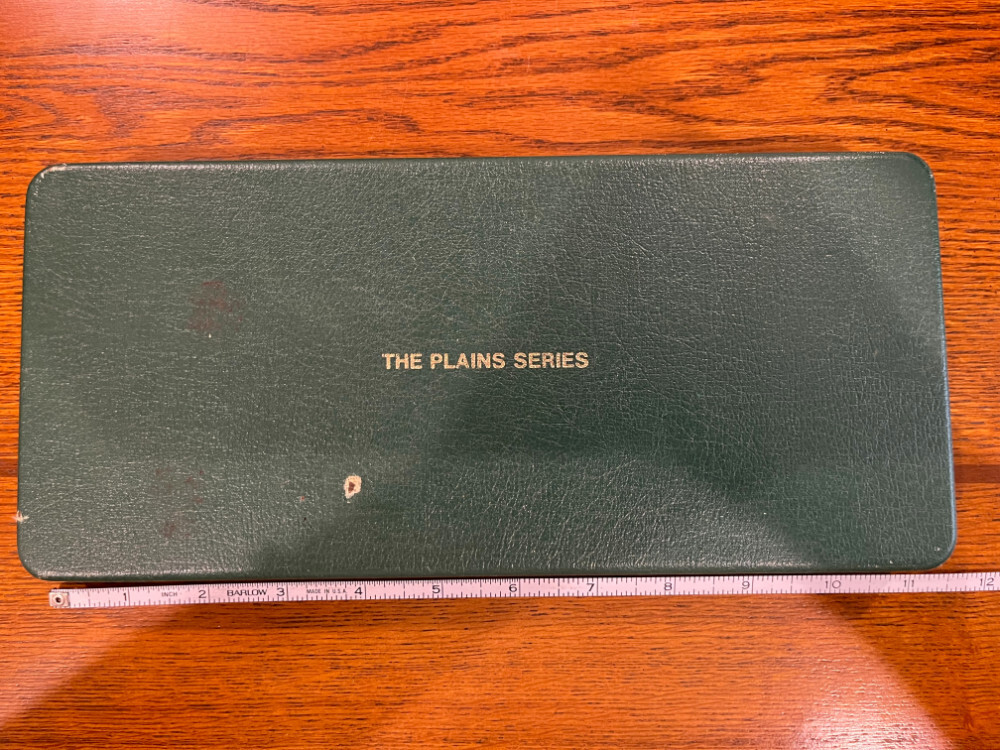 THE PLAINS SERIES
1 INCH 2 BARLOW 3 MADE IN U.S.A. 4 5 6 7 8 9 10 11 12